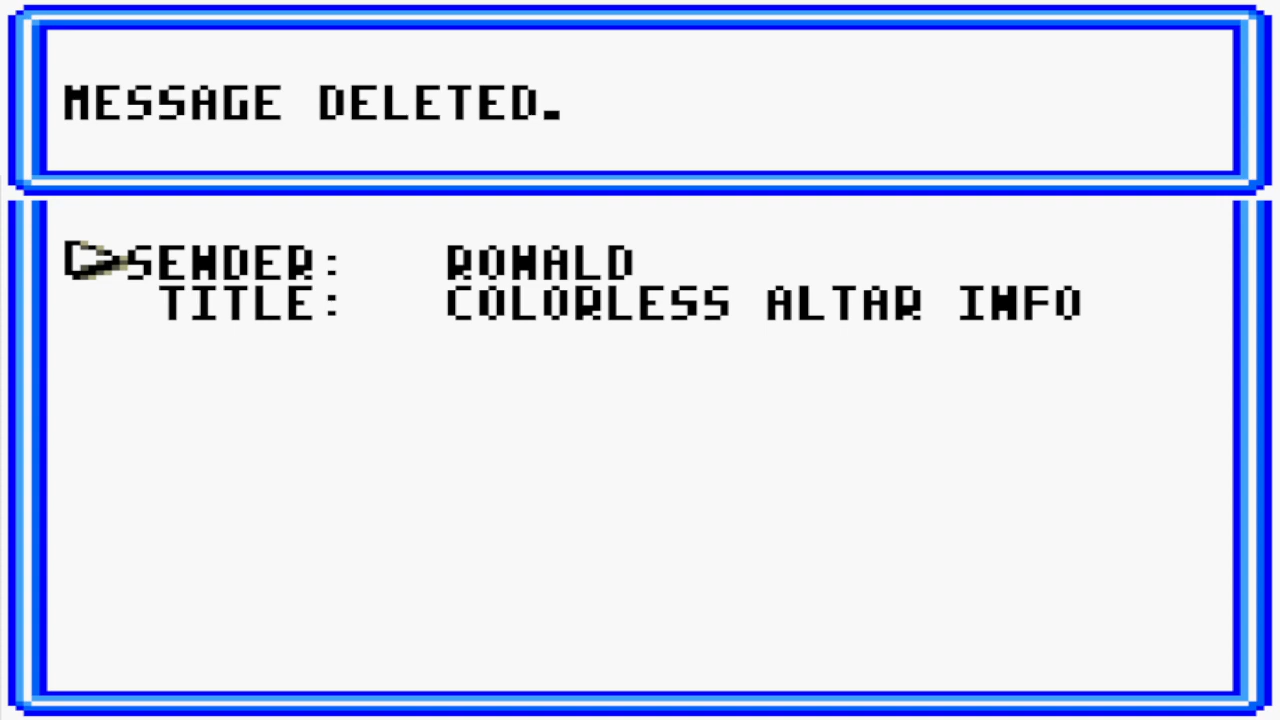 MESSAGE DELETED.
SENDER: RONALD
TITLE: COLORLESS ALTAR INFO